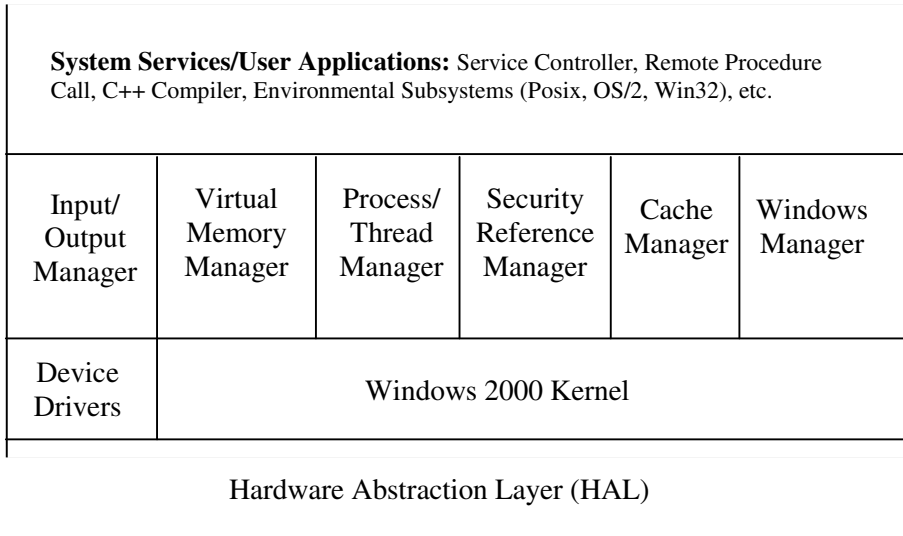 System Services/User Applications: Service Controller, Remote Procedure
Call, C++ Compiler, Environmental Subsystems (Posix, OS/2, Win32), etc.
Input/
Output
Manager
Virtual
Memory
Manager
Process/
Thread
Manager
Security
Reference
Manager
Cache
Manager
Windows
Manager
Device
Drivers
Windows 2000 Kernel
Hardware Abstraction Layer (HAL)